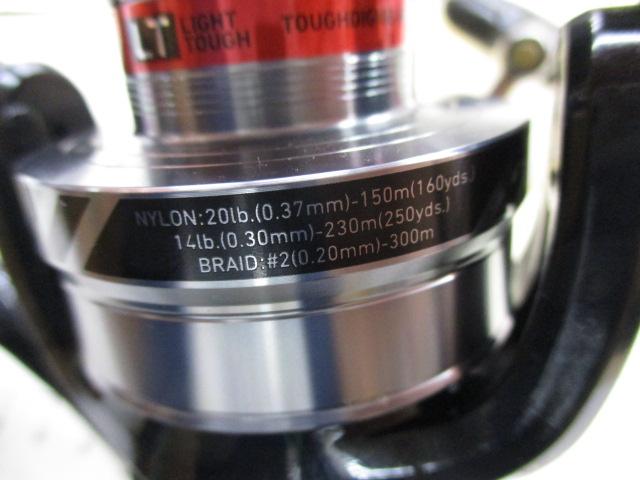 LT LIGHT TOUGHDIGIGEAR
TOUGH
NYLON:20lb.(0.37mm)-150m(160yds.)
14lb.(0.30mm)-230m(250yds.)
BRAID:#2(0.20mm)-300m